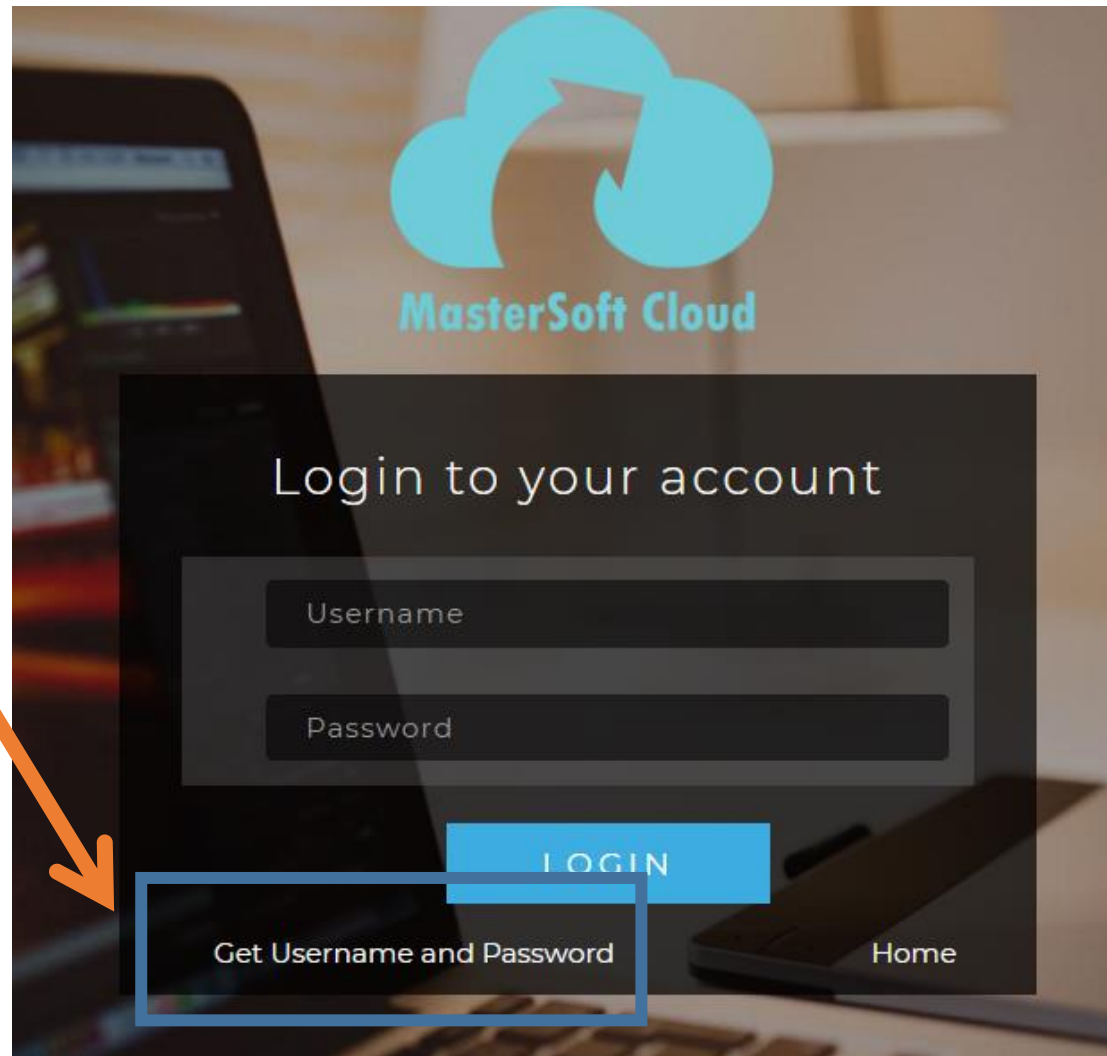 MasterSoft Cloud
Login to your account
Username
Password
LOGIN
Get Username and Password Home